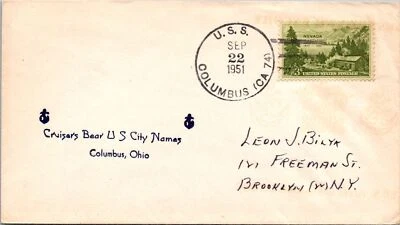 U.S.S.
SEP
22
1951
COLUMBUS (CA 74)
NEVADA
3¢ UNITED STATES POSTAGE
Cruisers Bear U S City Names
Columbus, Ohio
LEON J. BILYK
FREEMAN ST.
BROOKLYN (22) N.Y.